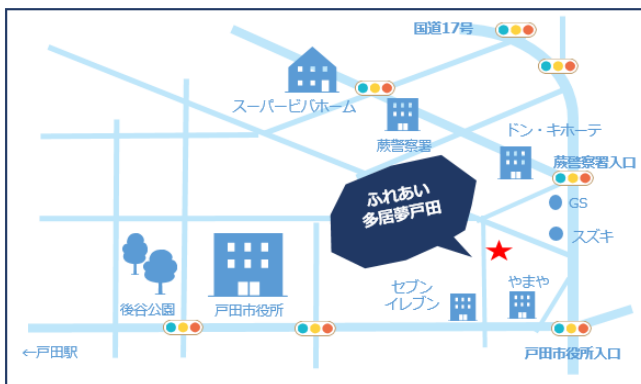 国道17号
スーパービバホーム
蕨警察署
ドン・キホーテ
蕨警察署入口
ふれあい
多居夢戸田
GS
スズキ
セブン
イレブン
やまや
後谷公園
戸田市役所
←戸田駅
戸田市役所入口